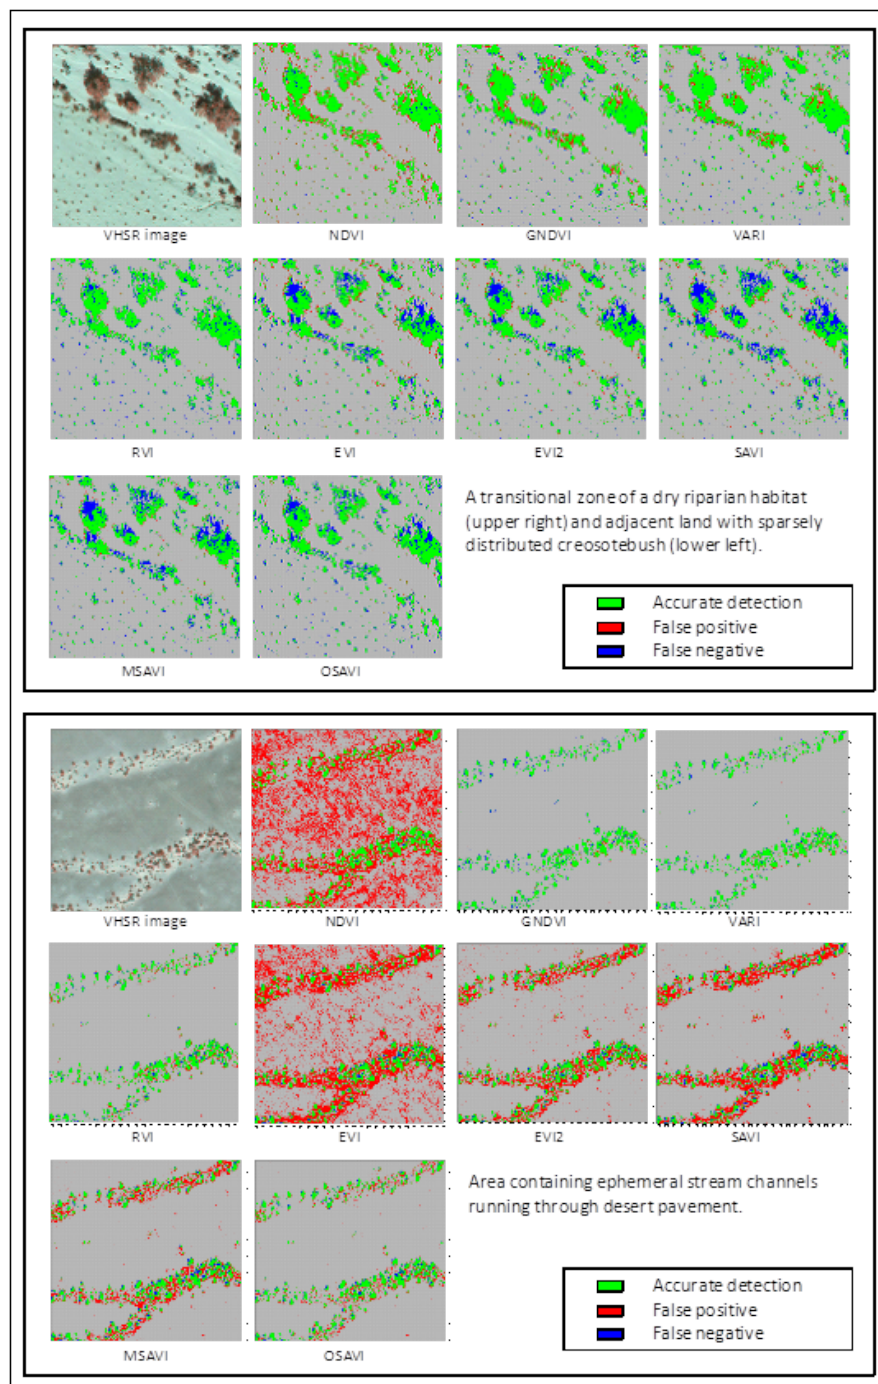 VHSR image
NDVI
GNDVI
VARI
RVI
EVI
EVI2
SAVI
A transitional zone of a dry riparian habitat
(upper right) and adjacent land with sparsely
distributed creosotebush (lower left).
MSAVI
OSAVI
Accurate detection
False positive
False negative
VHSR image
NDVI
GNDVI
VARI
RVI
EVI
EVI2
SAVI
Area containing ephemeral stream channels
running through desert pavement.
MSAVI
OSAVI
Accurate detection
False positive
False negative